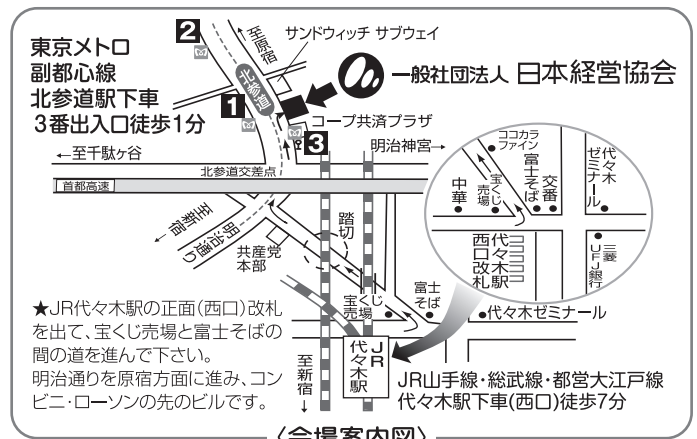 東京メトロ
副都心線
北参道駅下車
3番出入口徒歩1分
2
至原宿
サンドウィッチ サブウェイ
北参道
一般社団法人 日本経営協会
1
コープ共済プラザ
3
←至千駄ヶ谷
明治神宮→
北参道交差点
首都高速
至新宿
明治通り
共産党
本部
踏切
ココカラ
ファイン
代々木
ゼミナール
中華
宝くじ
売場
富士そば
交番
代々木駅
西口改札
三菱
UFJ銀行
宝くじ
売場
富士
そば
代々木ゼミナール
★JR代々木駅の正面(西口)改札
を出て、宝くじ売場と富士そばの
間の道を進んで下さい。
明治通りを原宿方面に進み、コン
ビニ・ローソンの先のビルです。
至新宿
↓
JR
代々木駅
JR山手線・総武線・都営大江戸線
代々木駅下車(西口)徒歩7分
〈会場案内図〉